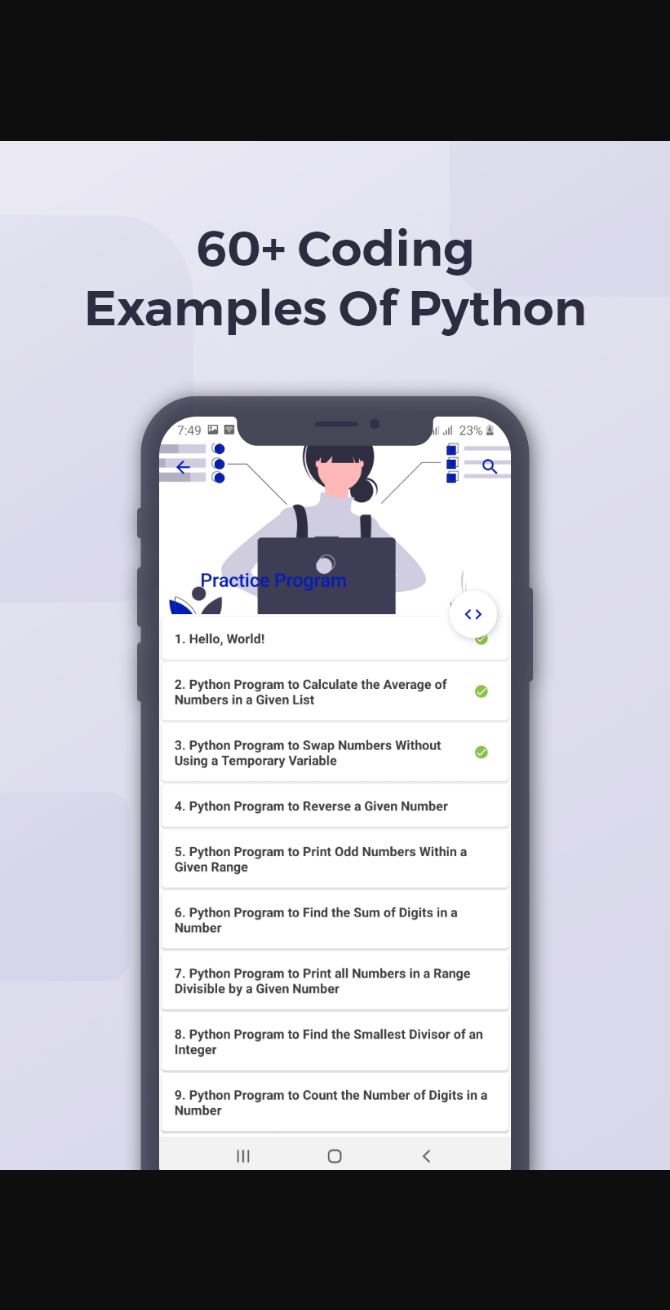 60+ Coding
Examples Of Python
7:49
23%
Practice Program
1. Hello, World!
2. Python Program to Calculate the Average of
Numbers in a Given List
3. Python Program to Swap Numbers Without
Using a Temporary Variable
4. Python Program to Reverse a Given Number
5. Python Program to Print Odd Numbers Within a
Given Range
6. Python Program to Find the Sum of Digits in a
Number
7. Python Program to Print all Numbers in a Range
Divisible by a Given Number
8. Python Program to Find the Smallest Divisor of an
Integer
9. Python Program to Count the Number of Digits in a
Number